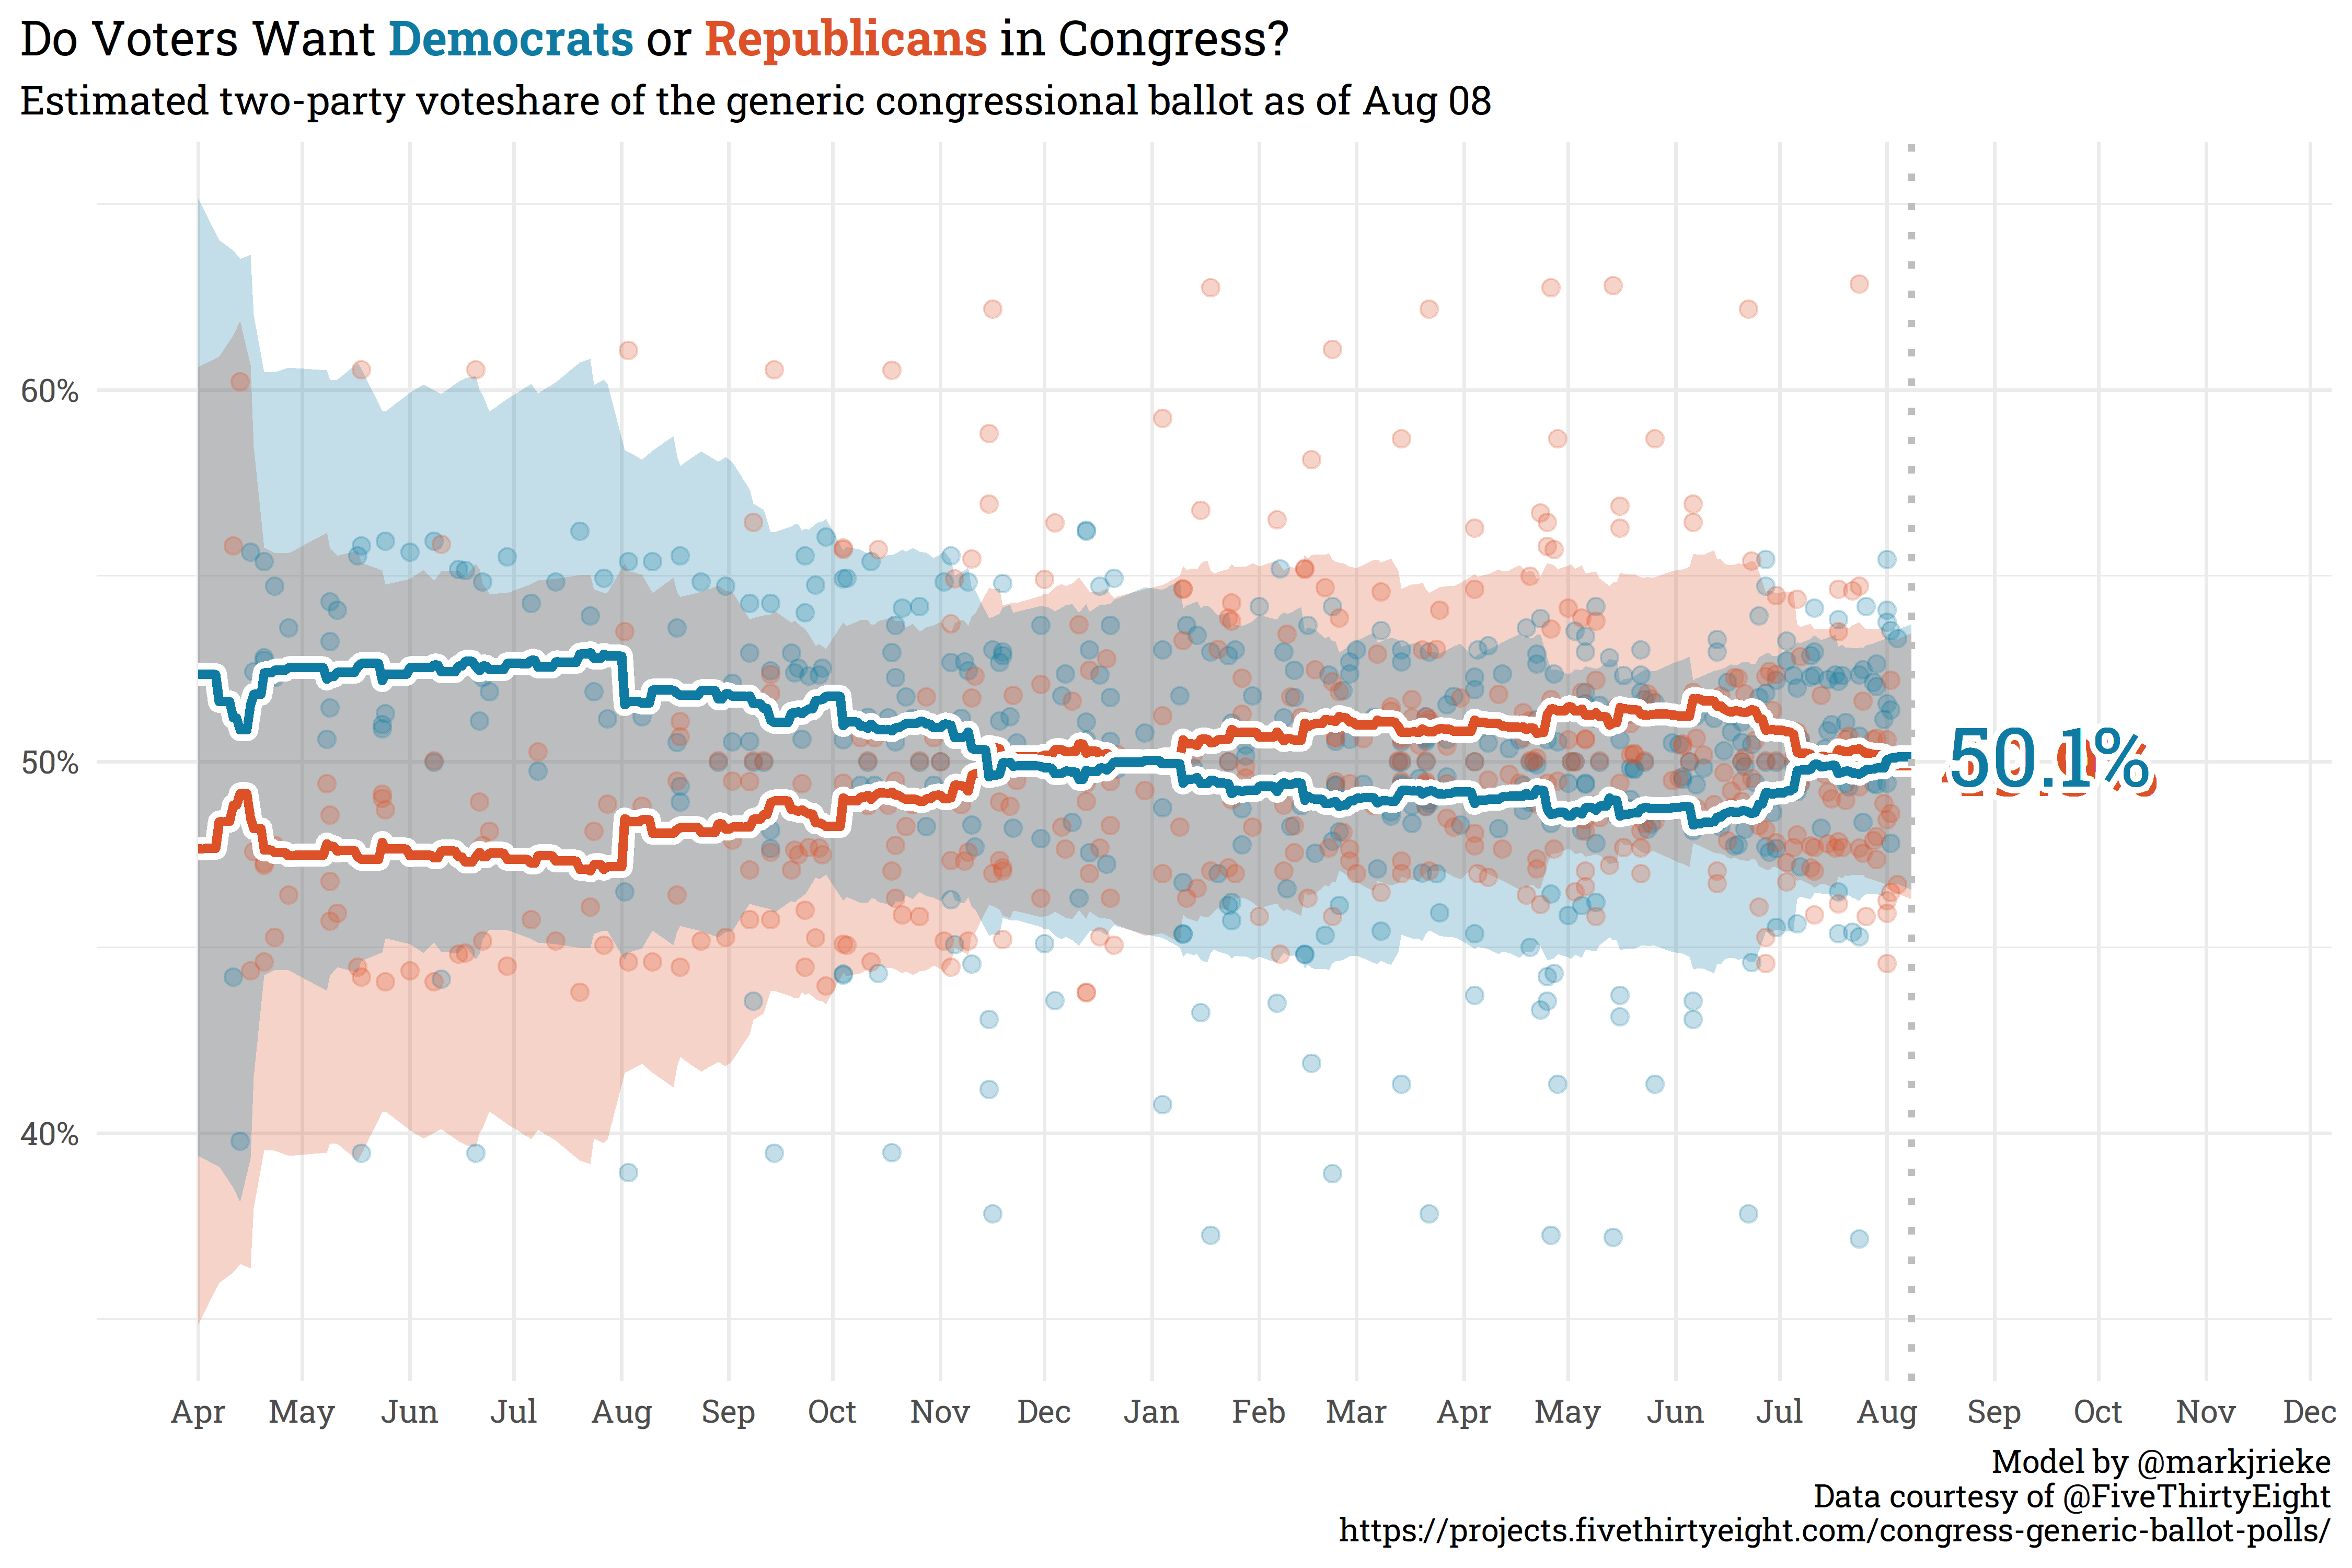 Do Voters Want Democrats or Republicans in Congress?
Estimated two-party voteshare of the generic congressional ballot as of Aug 08
60%
50%
40%
50.1%
Apr May Jun Jul Aug Sep Oct Nov Dec Jan Feb Mar Apr May Jun Jul Aug Sep Oct Nov Dec
Model by @markjrieke
Data courtesy of @FiveThirtyEight
https://projects.fivethirtyeight.com/congress-generic-ballot-polls/